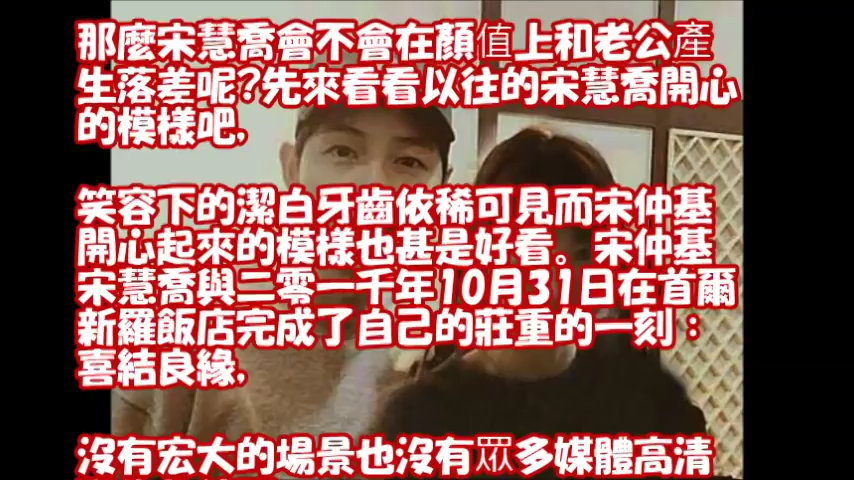 那麼宋慧喬會不會在顏值上和老公產
生落差呢?先來看看以往的宋慧喬開心
的模樣吧,
笑容下的潔白牙齒依稀可見而宋仲基
開心起來的模樣也甚是好看。宋仲基
宋慧喬與二零一千年10月31日在首爾
新羅飯店完成了自己的莊重的一刻：
喜結良緣,
沒有宏大的場景也沒有眾多媒體高清